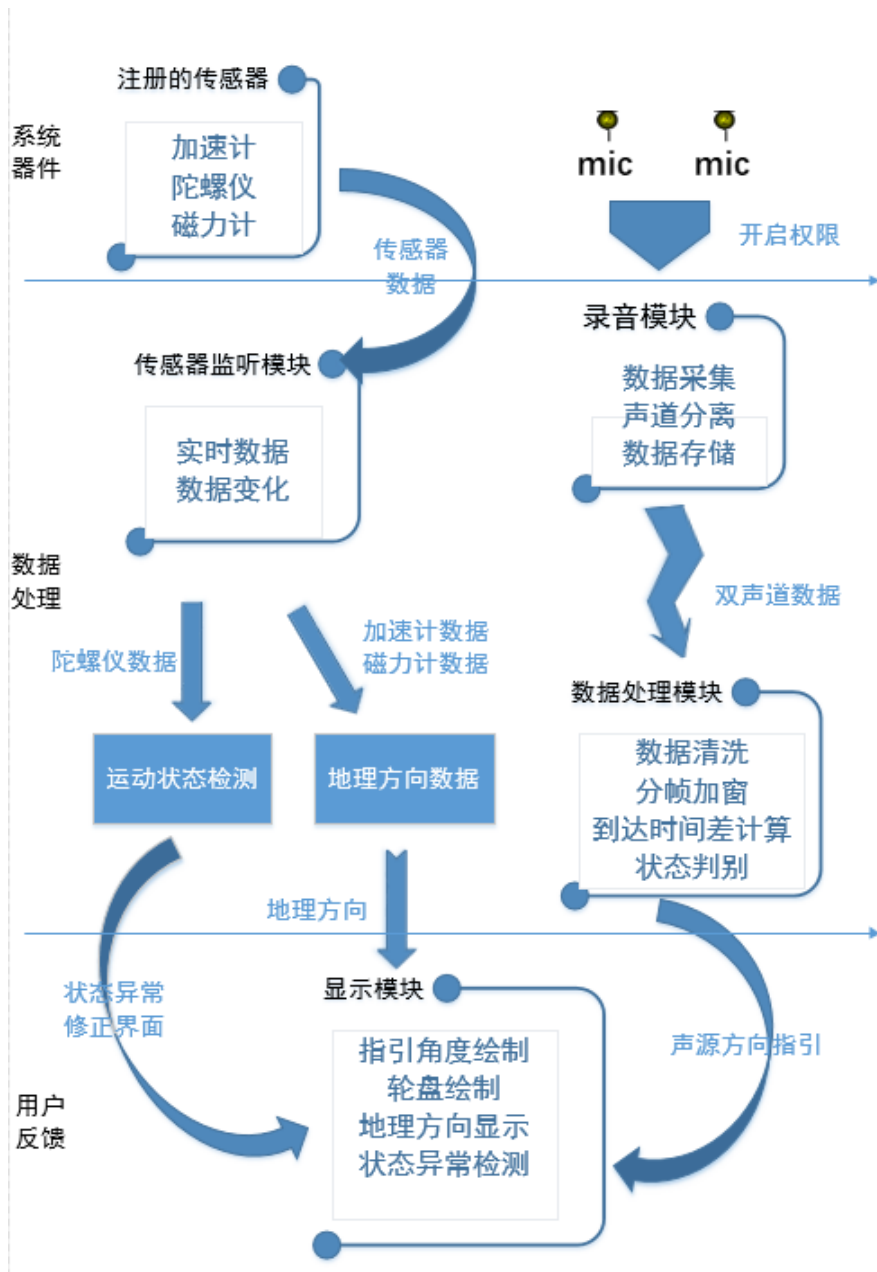 注册的传感器
系统
器件
加速计
陀螺仪
磁力计
mic
mic
开启权限
传感器
数据
录音模块
传感器监听模块
数据采集
声道分离
数据存储
实时数据
数据变化
数据
处理
双声道数据
陀螺仪数据
加速计数据
磁力计数据
数据处理模块
运动状态检测
地理方向数据
数据清洗
分帧加窗
到达时间差计算
状态判别
地理方向
显示模块
状态异常
修正界面
声源方向指引
指引角度绘制
轮盘绘制
地理方向显示
状态异常检测
用户
反馈